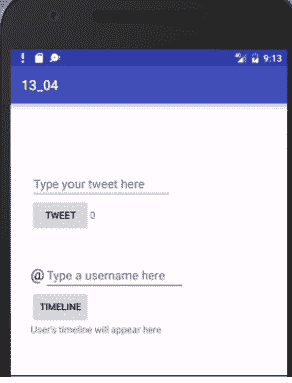 9:13
13_04
Type your tweet here
TWEET 0
@ Type a username here
TIMELINE
User's timeline will appear here